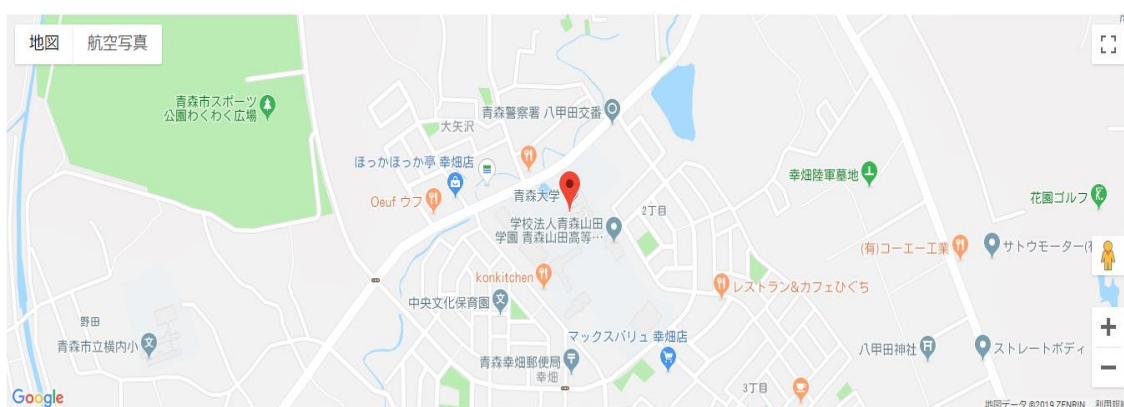 地図 航空写真
青森市スポーツ
公園わくわく広場
青森警察署 八甲田交番
大矢沢
ほっかほっか亭 幸畑店
Oeuf ウフ
青森大学
2丁目
学校法人青森山田
学園 青森山田高等…
幸畑陸軍墓地
花園ゴルフ
(有)コーエー工業
サトウモーター(有
konkitchen
中央文化保育園
レストラン&カフェひぐち
野田
青森市立横内小
マックスバリュ 幸畑店
八甲田神社
ストレートボディ
青森幸畑郵便局
幸畑
3丁目
Google
地図データ ©2019 ZENRIN 利用規約